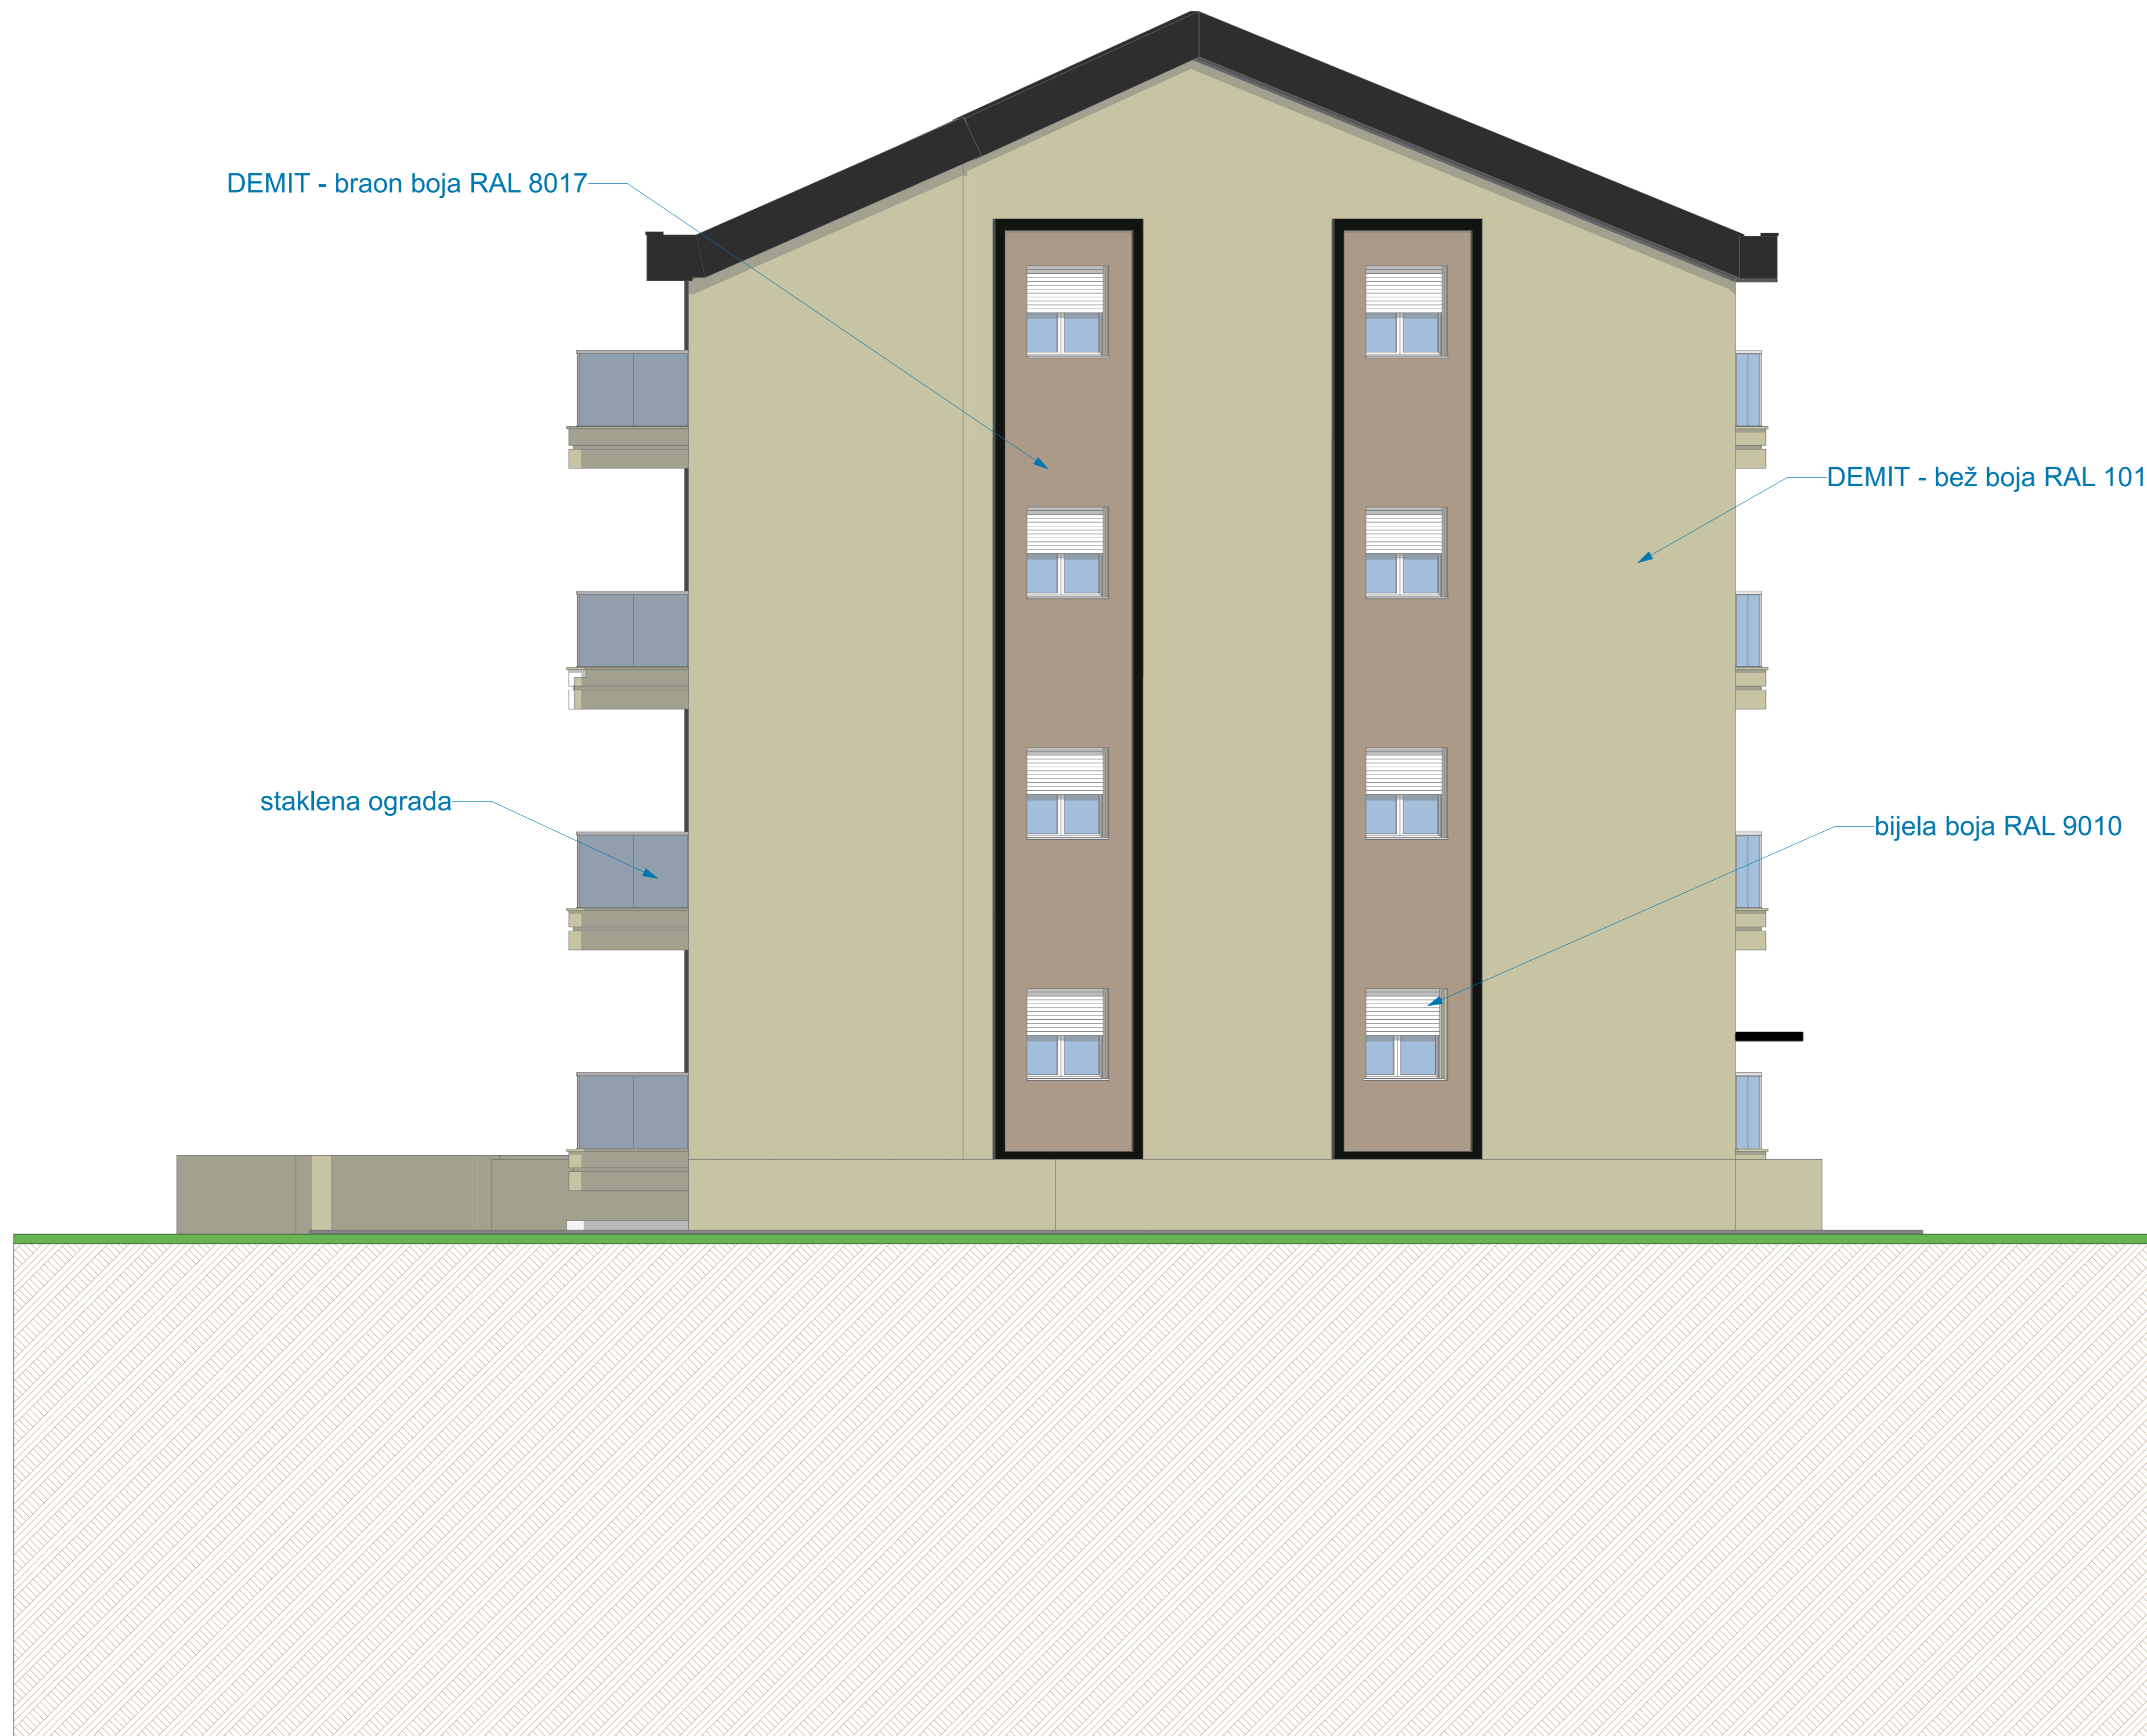 DEMIT - braon boja RAL 8017
DEMIT - bež boja RAL 101
staklena ograda
bijela boja RAL 9010